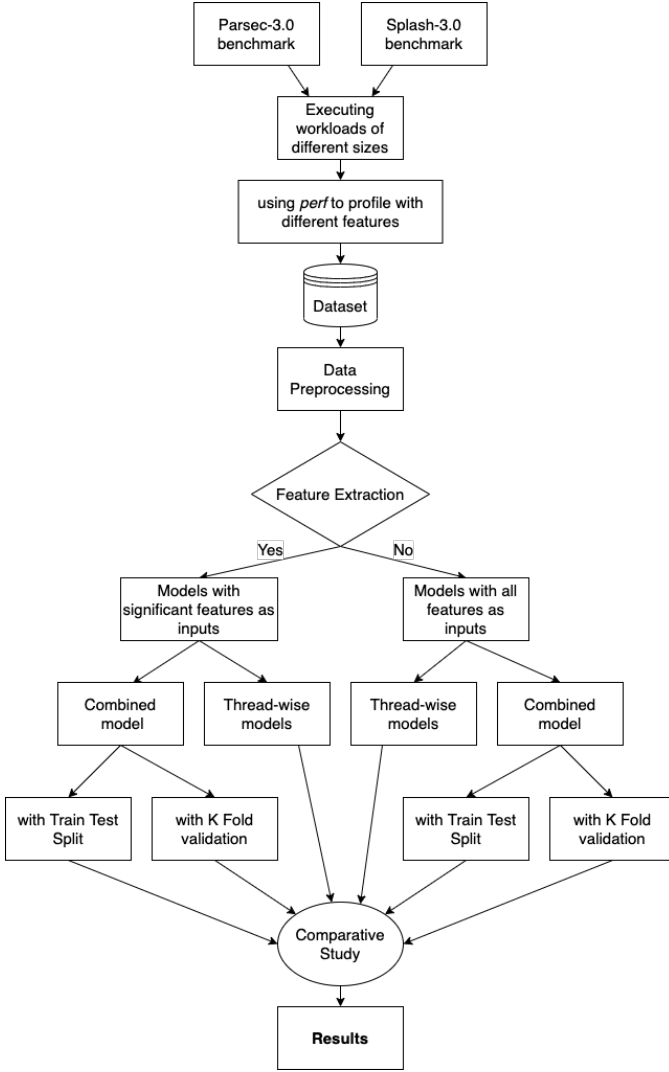 Parsec-3.0
benchmark
Splash-3.0
benchmark
Executing
workloads of
different sizes
using perf to profile with
different features
Dataset
Data
Preprocessing
Feature Extraction
Yes
No
Models with
significant features as
inputs
Models with all
features as
inputs
Combined
model
Thread-wise
models
Thread-wise
models
Combined
model
with Train Test
Split
with K Fold
validation
with Train Test
Split
with K Fold
validation
Comparative
Study
Results